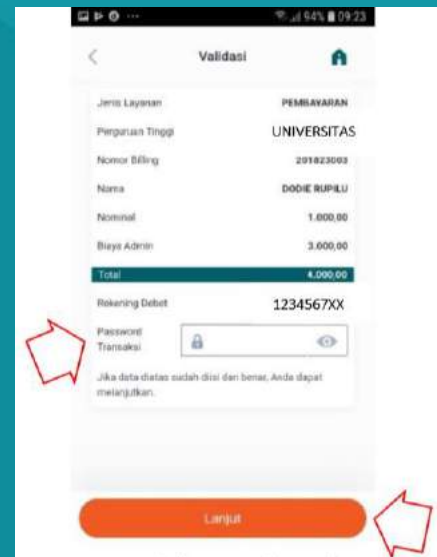 94% 09:23
Validasi
Jenis Layanan PEMBAYARAN
Perguruan Tinggi UNIVERSITAS
Nomor Billing 201823003
Nama DODIE RUPILU
Nominal 1.000,00
Biaya Admin 3.000,00
Total 4.000,00
Rekening Debet 1234567XX
Password
Transaksi
Jika data diatas sudah diisi dan benar, Anda dapat
melanjutkan.
Lanjut